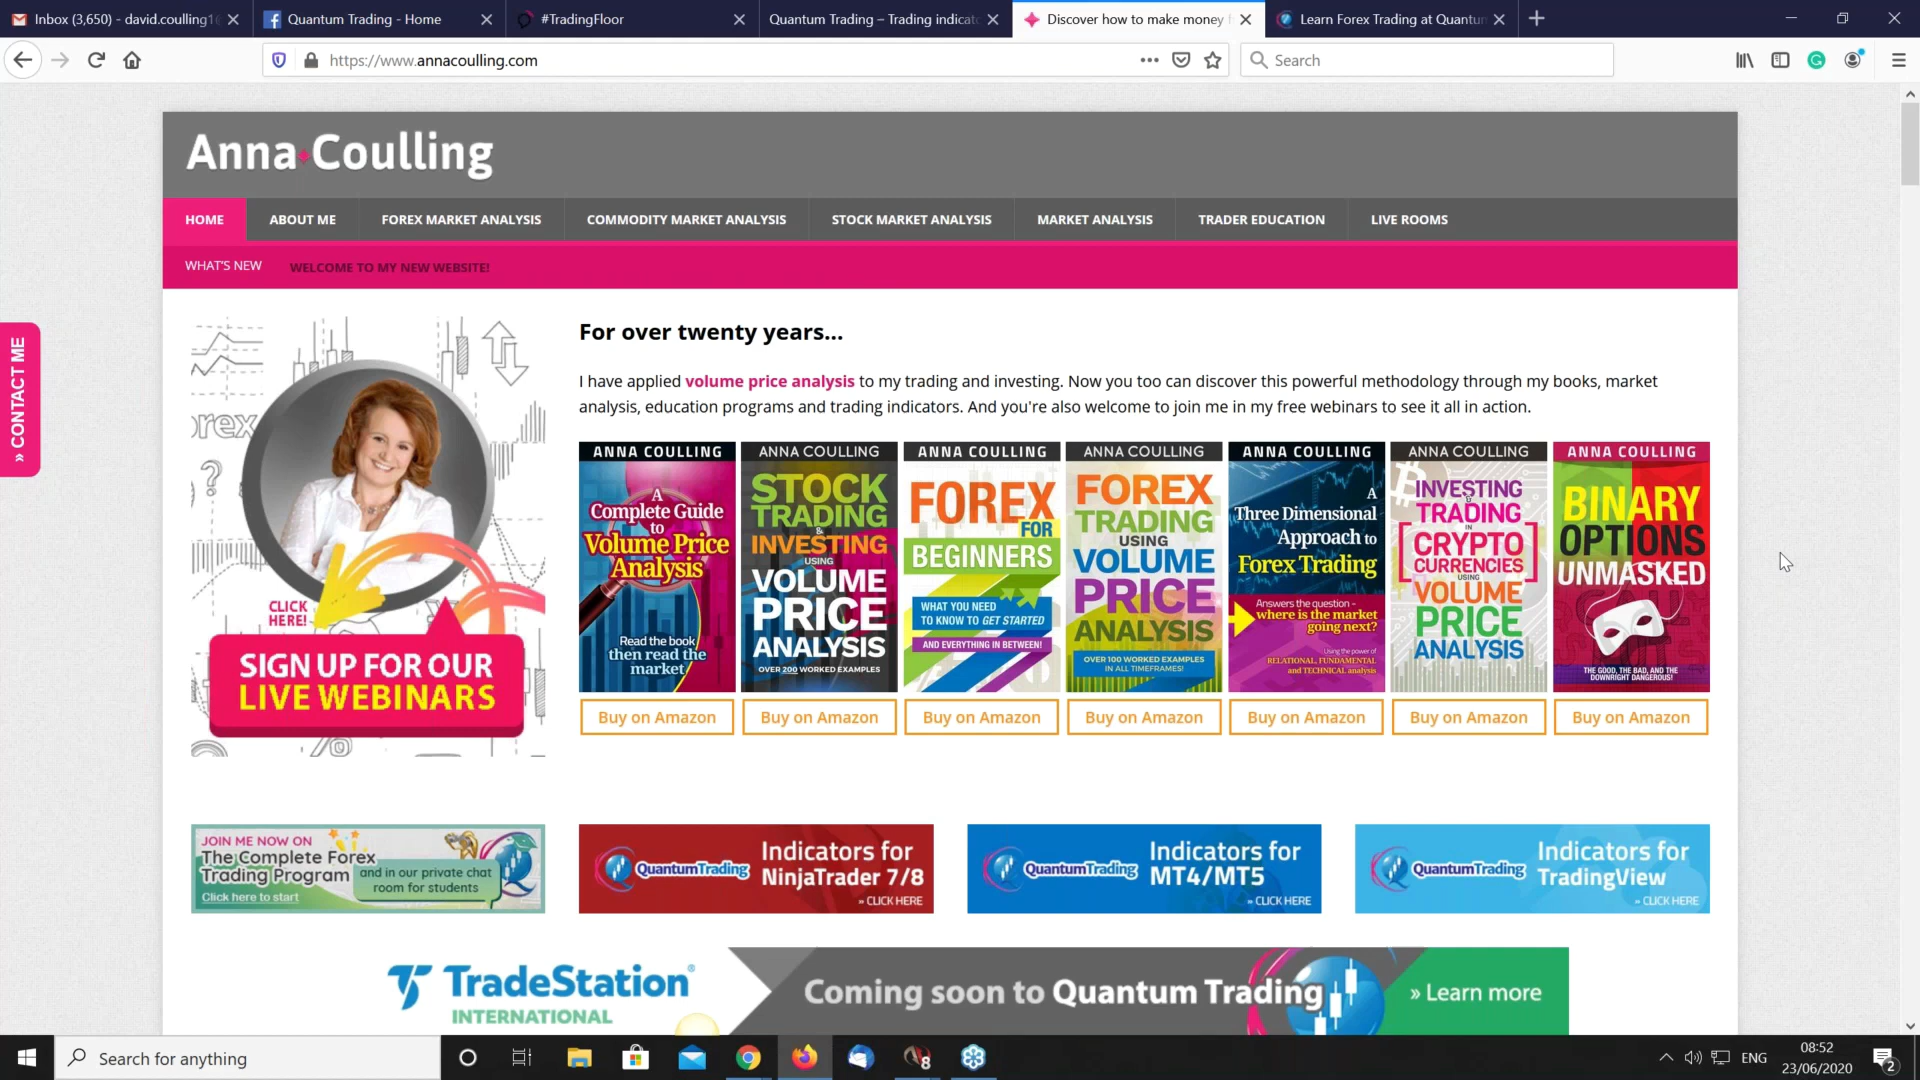 Inbox (3,650) - david.coulling1
Quantum Trading - Home
#TradingFloor
Quantum Trading – Trading indicat
Discover how to make money
Learn Forex Trading at Quantum
https://www.annacoulling.com
Search
Anna Coulling
HOME
ABOUT ME
FOREX MARKET ANALYSIS
COMMODITY MARKET ANALYSIS
STOCK MARKET ANALYSIS
MARKET ANALYSIS
TRADER EDUCATION
LIVE ROOMS
WHAT'S NEW
WELCOME TO MY NEW WEBSITE!
» CONTACT ME
orex
CLICK
HERE!
SIGN UP FOR OUR
LIVE WEBINARS
For over twenty years...
I have applied volume price analysis to my trading and investing. Now you too can discover this powerful methodology through my books, market
analysis, education programs and trading indicators. And you're also welcome to join me in my free webinars to see it all in action.
ANNA COULLING
A
Complete Guide
to
Volume Price
Analysis
Read the book
then read the
market
ANNA COULLING
STOCK
TRADING
&
INVESTING
USING
VOLUME
PRICE
ANALYSIS
OVER 200 WORKED EXAMPLES
ANNA COULLING
FOREX
FOR
BEGINNERS
WHAT YOU NEED
TO KNOW TO GET STARTED
AND EVERYTHING IN BETWEEN!
ANNA COULLING
FOREX
TRADING
USING
VOLUME
PRICE
ANALYSIS
OVER 100 WORKED EXAMPLES
IN ALL TIMEFRAMES!
ANNA COULLING
A
Three Dimensional
Approach to
Forex Trading
Answers the question -
where is the market
going next?
Using the power of
RELATIONAL, FUNDAMENTAL
and TECHNICAL analysis
ANNA COULLING
INVESTING
&
TRADING
IN
CRYPTO
CURRENCIES
USING
VOLUME
PRICE
ANALYSIS
ANNA COULLING
BINARY
OPTIONS
UNMASKED
THE GOOD, THE BAD, AND THE
DOWNRIGHT DANGEROUS!
Buy on Amazon
Buy on Amazon
Buy on Amazon
Buy on Amazon
Buy on Amazon
Buy on Amazon
Buy on Amazon
JOIN ME NOW ON
The Complete Forex
Trading Program
and in our private chat
room for students
Click here to start
QuantumTrading
Indicators for
NinjaTrader 7/8
» CLICK HERE
QuantumTrading
Indicators for
MT4/MT5
» CLICK HERE
QuantumTrading
Indicators for
TradingView
» CLICK HERE
TradeStation®
INTERNATIONAL
Coming soon to Quantum Trading
» Learn more
Search for anything
8
ENG
08:52
23/06/2020
2